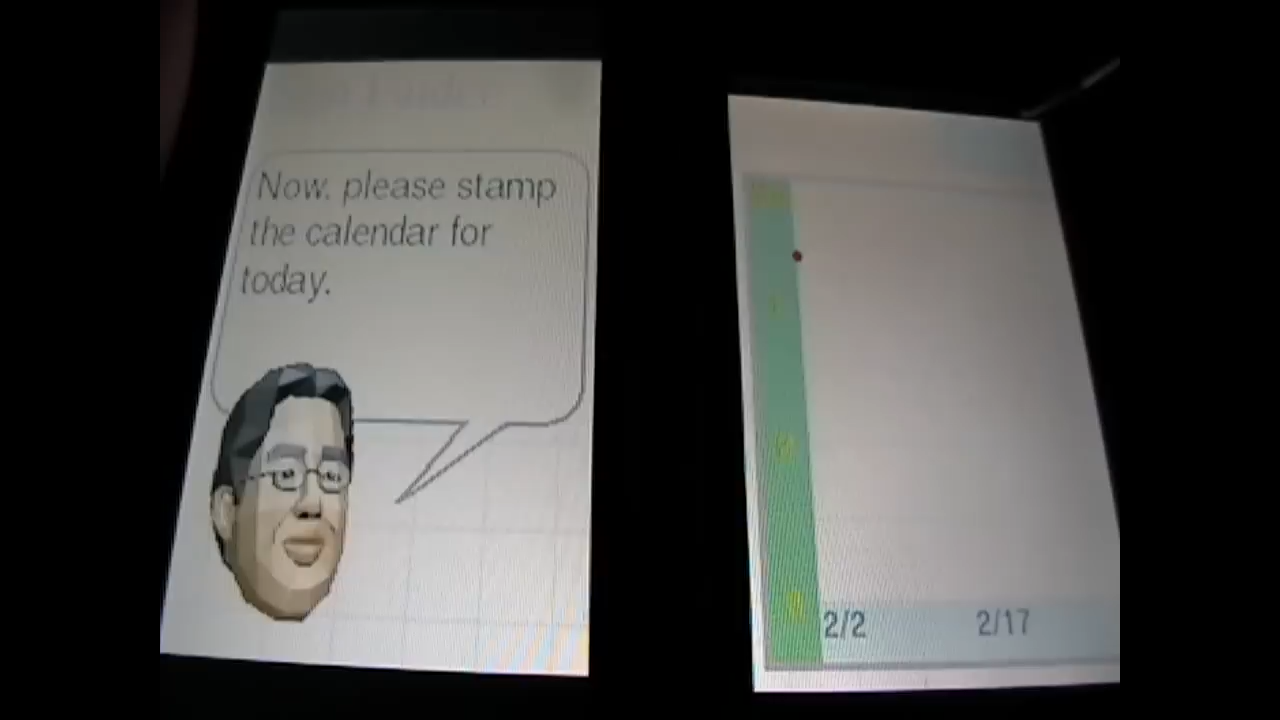 Now. please stamp
the calendar for
today.
2/2
2/17